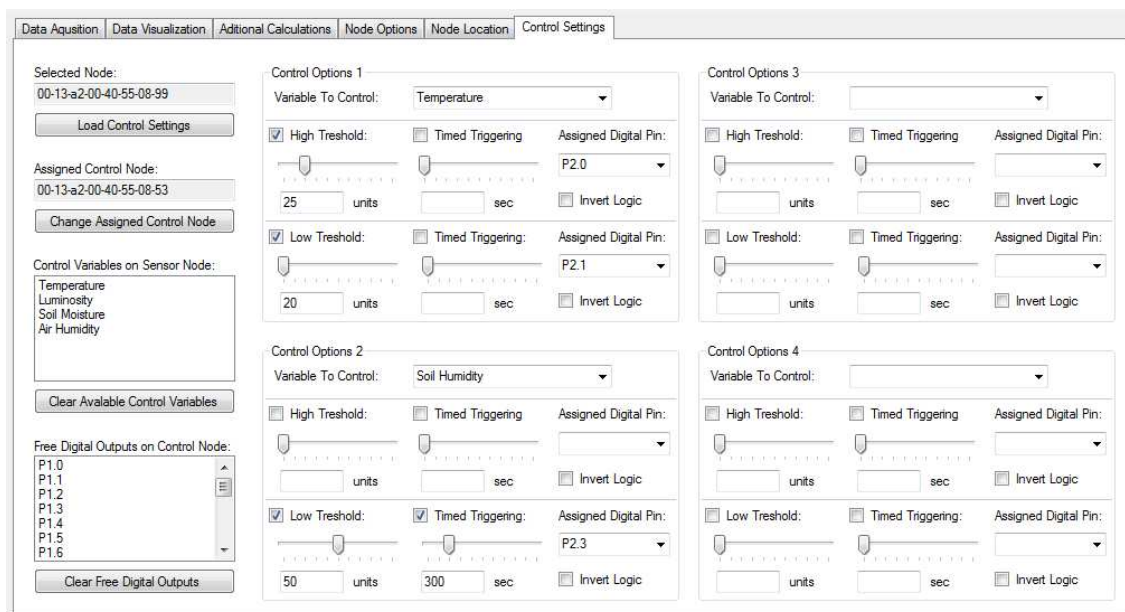 Data Aqusition Data Visualization Aditional Calculations Node Options Node Location Control Settings
Selected Node:
00-13-a2-00-40-55-08-99
Load Control Settings
Assigned Control Node:
00-13-a2-00-40-55-08-53
Change Assigned Control Node
Control Variables on Sensor Node:
Temperature
Luminosity
Soil Moisture
Air Humidity
Clear Avalable Control Variables
Free Digital Outputs on Control Node:
P1.0
P1.1
P1.2
P1.3
P1.4
P1.5
P1.6
Clear Free Digital Outputs
Control Options 1
Variable To Control: Temperature
High Treshold: Timed Triggering Assigned Digital Pin:
P2.0
25 units sec Invert Logic
Low Treshold: Timed Triggering: Assigned Digital Pin:
P2.1
20 units sec Invert Logic
Control Options 2
Variable To Control: Soil Humidity
High Treshold: Timed Triggering Assigned Digital Pin:
units sec Invert Logic
Low Treshold: Timed Triggering: Assigned Digital Pin:
P2.3
50 units 300 sec Invert Logic
Control Options 3
Variable To Control:
High Treshold: Timed Triggering Assigned Digital Pin:
units sec Invert Logic
Low Treshold: Timed Triggering: Assigned Digital Pin:
units sec Invert Logic
Control Options 4
Variable To Control:
High Treshold: Timed Triggering Assigned Digital Pin:
units sec Invert Logic
Low Treshold: Timed Triggering: Assigned Digital Pin:
units sec Invert Logic